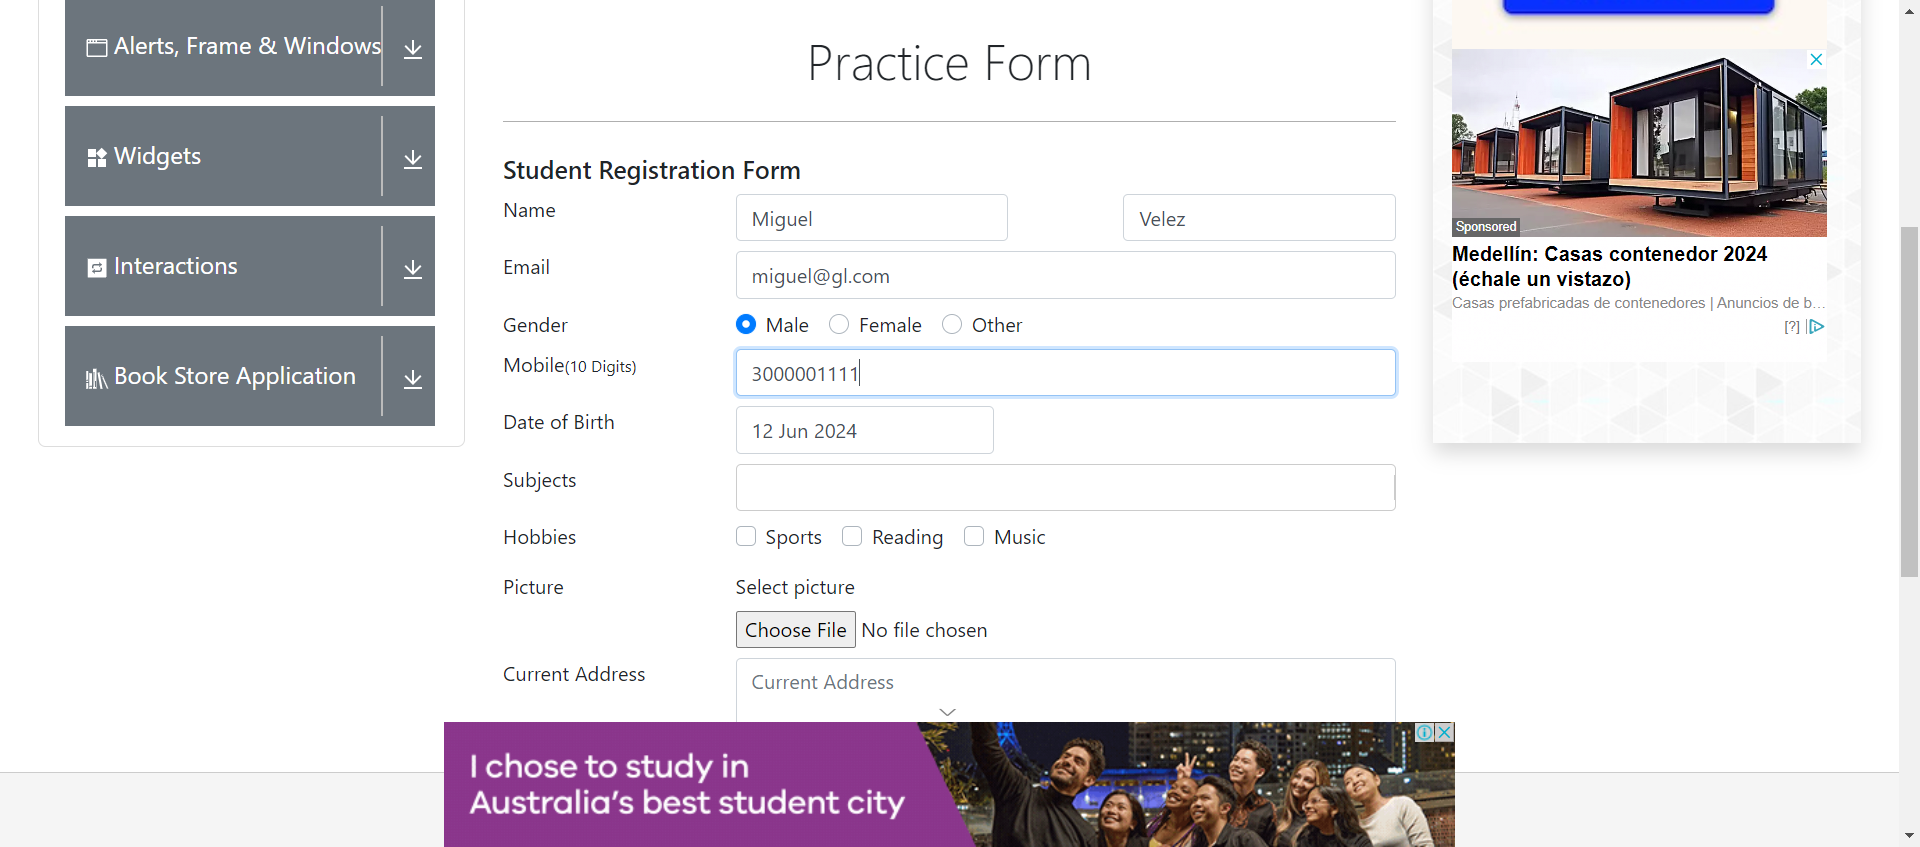 Alerts, Frame & Windows
Widgets
Interactions
Book Store Application
Practice Form
Student Registration Form
Name
Miguel
Velez
Email
miguel@gl.com
Gender
Male
Female
Other
Mobile(10 Digits)
3000001111
Date of Birth
12 Jun 2024
Subjects
Hobbies
Sports
Reading
Music
Picture
Select picture
Choose File
No file chosen
Current Address
Current Address
Sponsored
Medellín: Casas contenedor 2024
(échale un vistazo)
Casas prefabricadas de contenedores | Anuncios de b...
[?]
I chose to study in
Australia's best student city